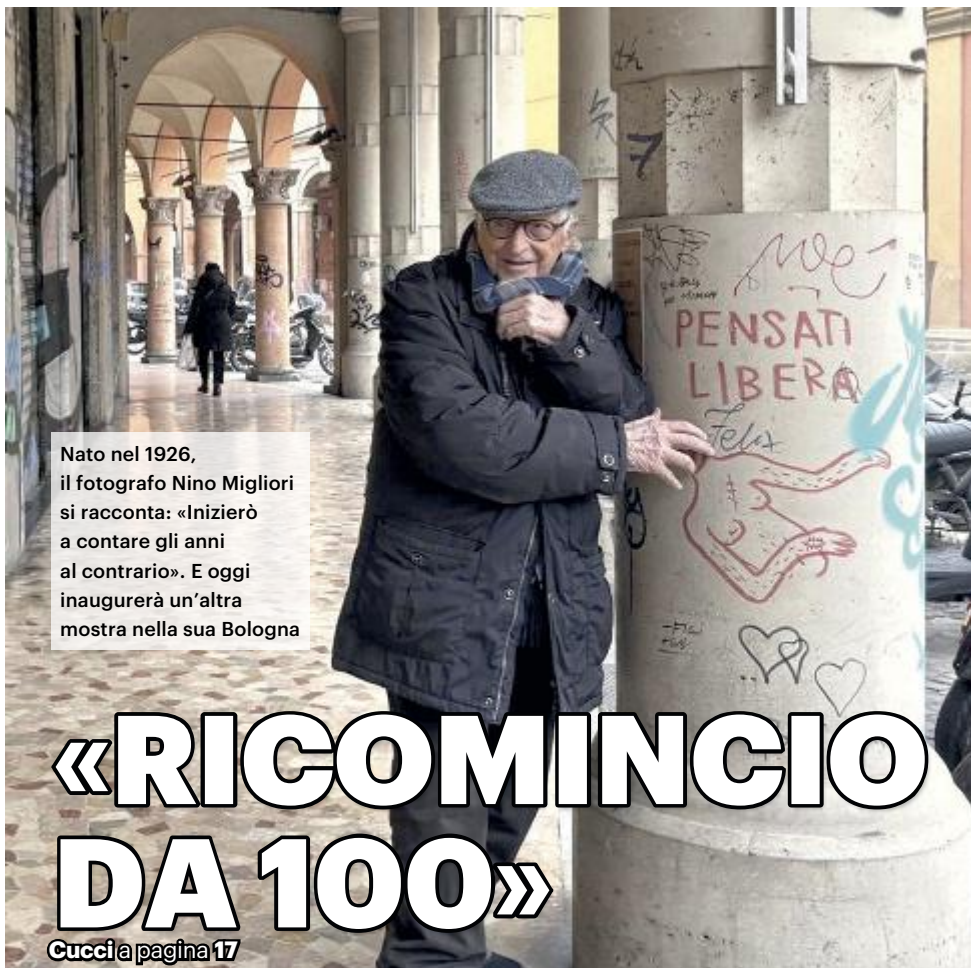 Nato nel 1926,
il fotografo Nino Migliori
si racconta: «Inizierò
a contare gli anni
al contrario». E oggi
inaugurerà un’altra
mostra nella sua Bologna
PENSATI
LIBERA
Felix
«RICOMINCIO
DA 100»
Cucci a pagina 17